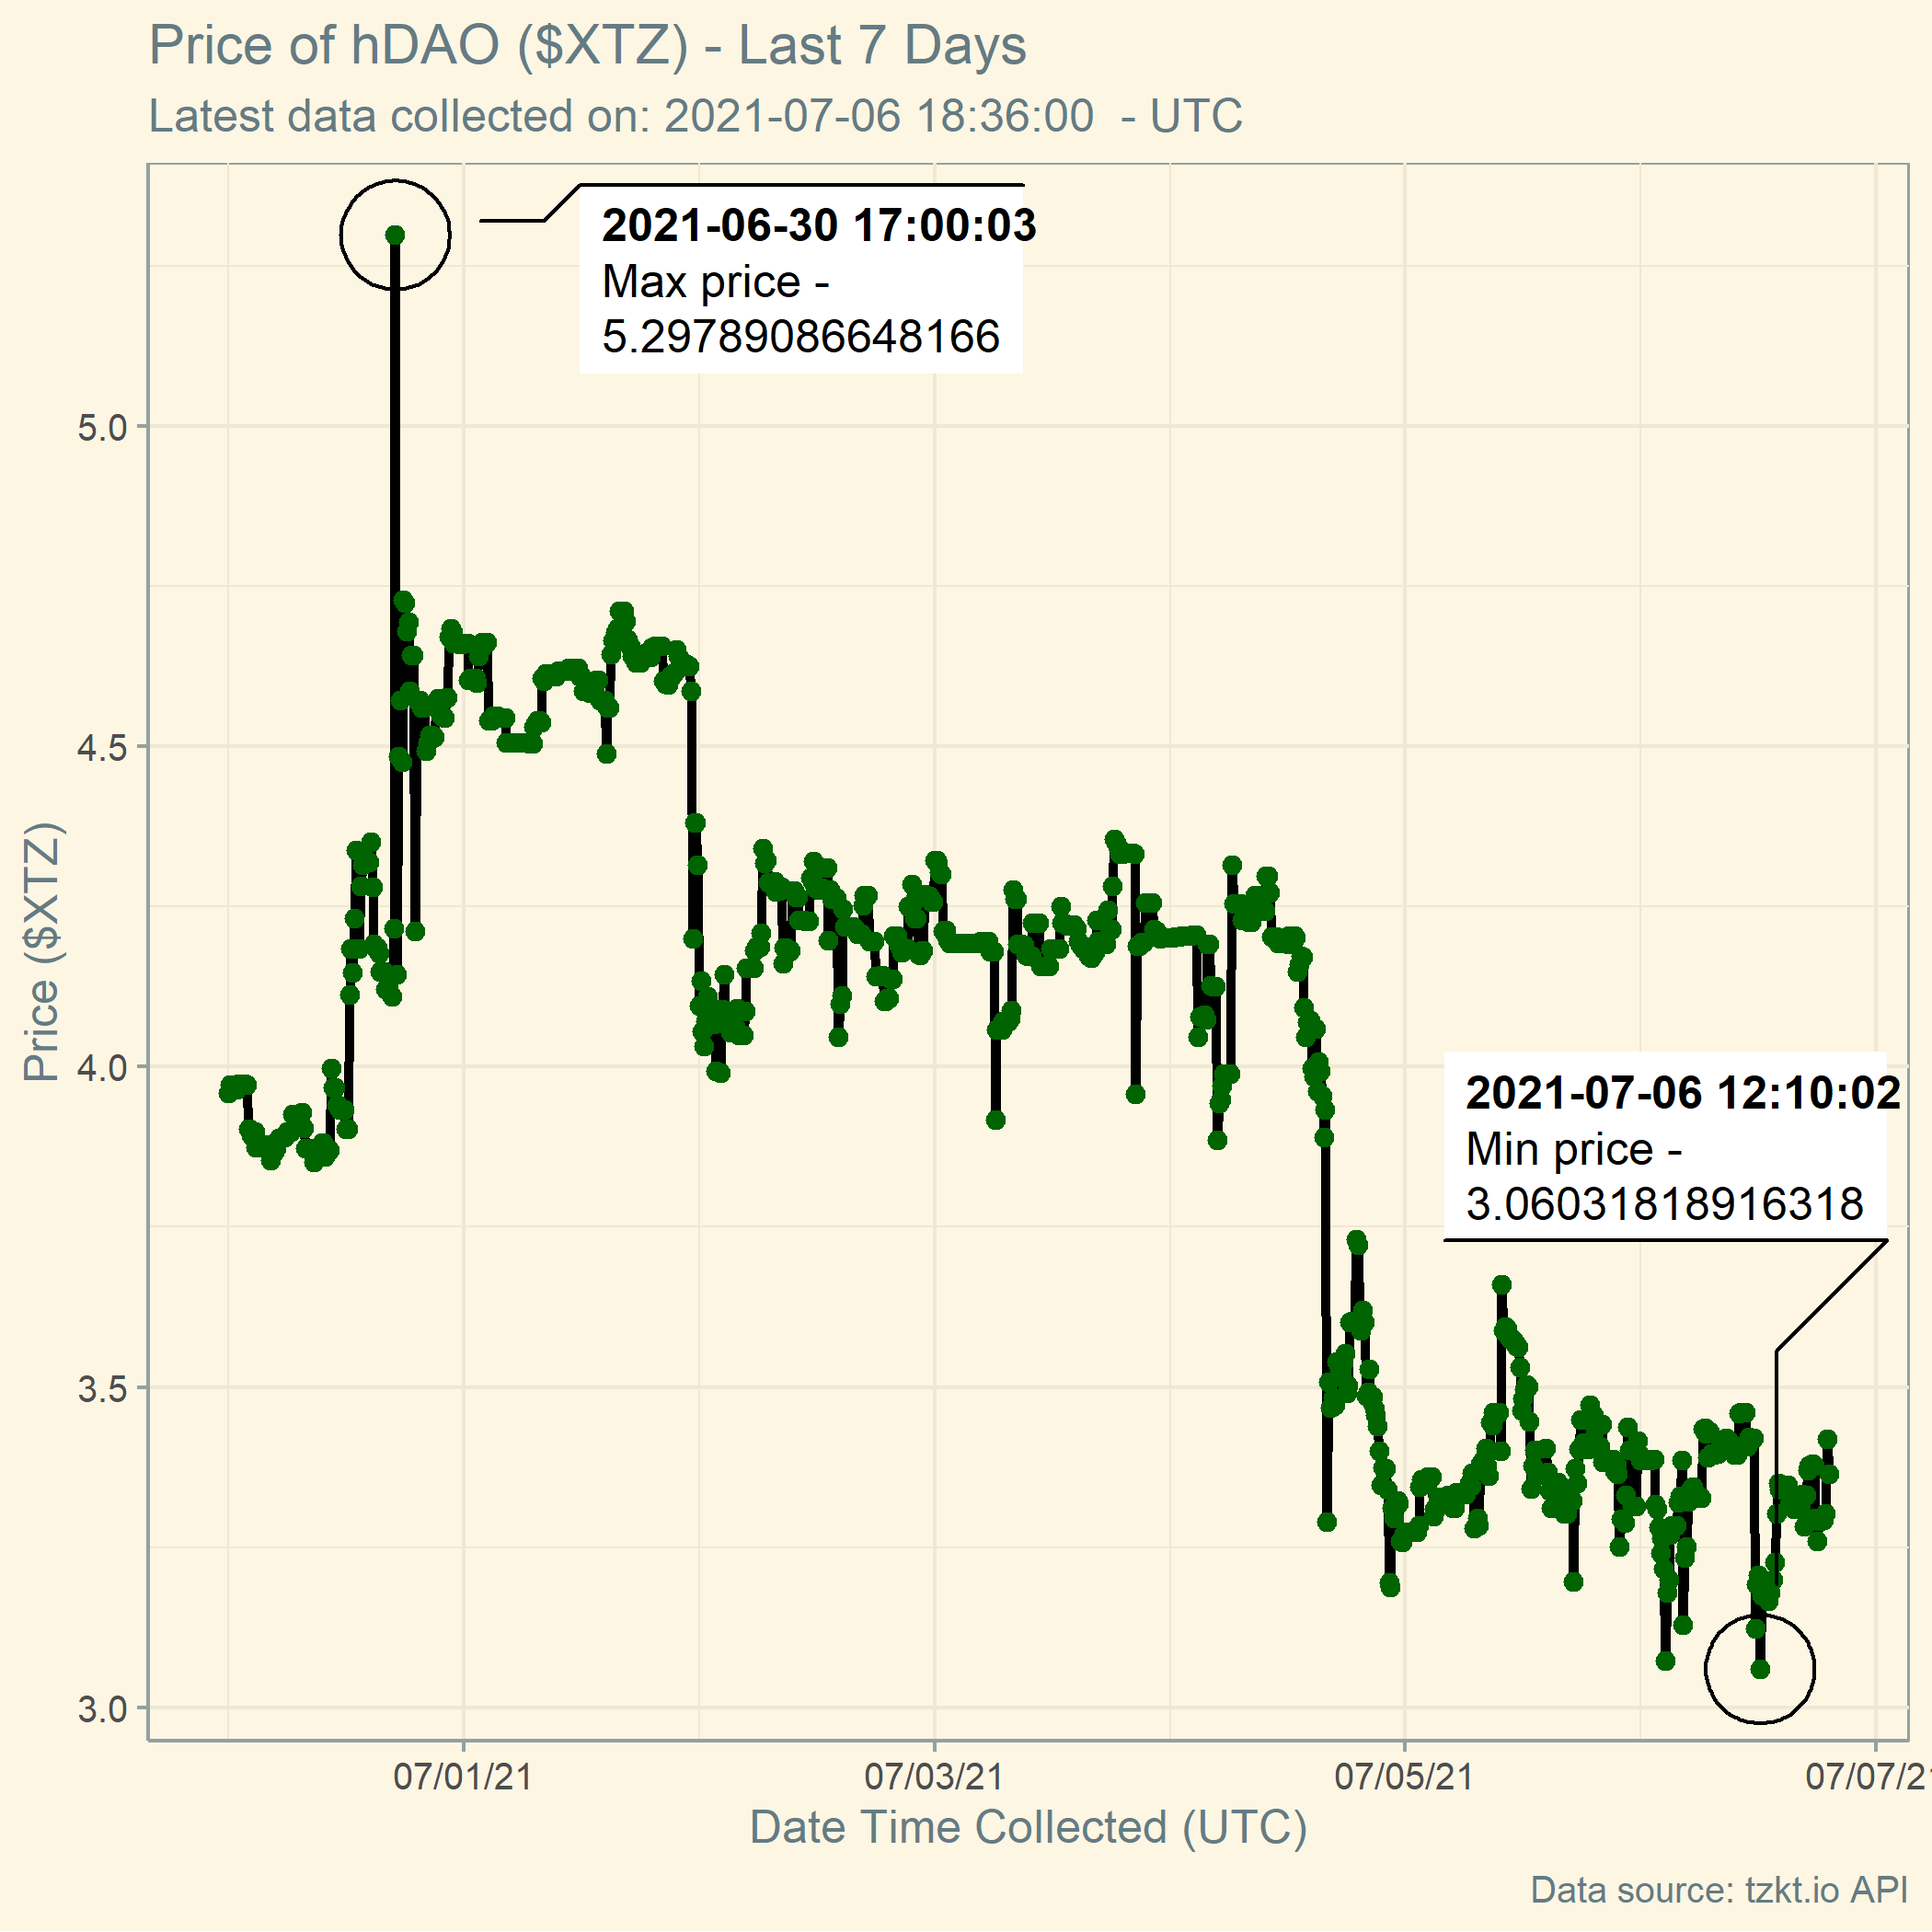 Price of hDAO ($XTZ) - Last 7 Days
Latest data collected on: 2021-07-06 18:36:00  - UTC
2021-06-30 17:00:03
Max price -
5.29789086648166
5.0
4.5
4.0
3.5
3.0
Price ($XTZ)
2021-07-06 12:10:02
Min price -
3.06031818916318
07/01/21
07/03/21
07/05/21
07/07/21
Date Time Collected (UTC)
Data source: tzkt.io API